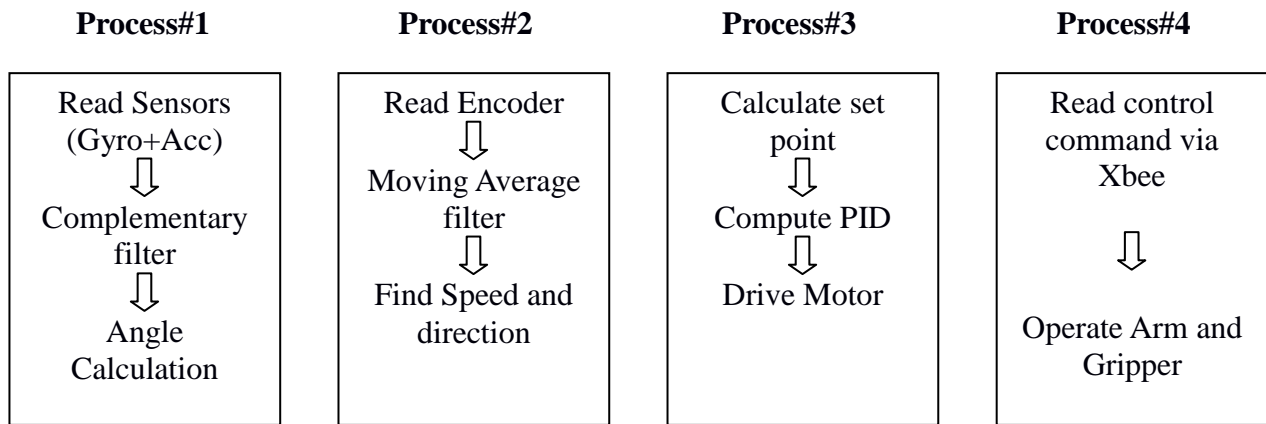 Process#1
Read Sensors
(Gyro+Acc)
Complementary
filter
Angle
Calculation
Process#2
Read Encoder
Moving Average
filter
Find Speed and
direction
Process#3
Calculate set
point
Compute PID
Drive Motor
Process#4
Read control
command via
Xbee
Operate Arm and
Gripper